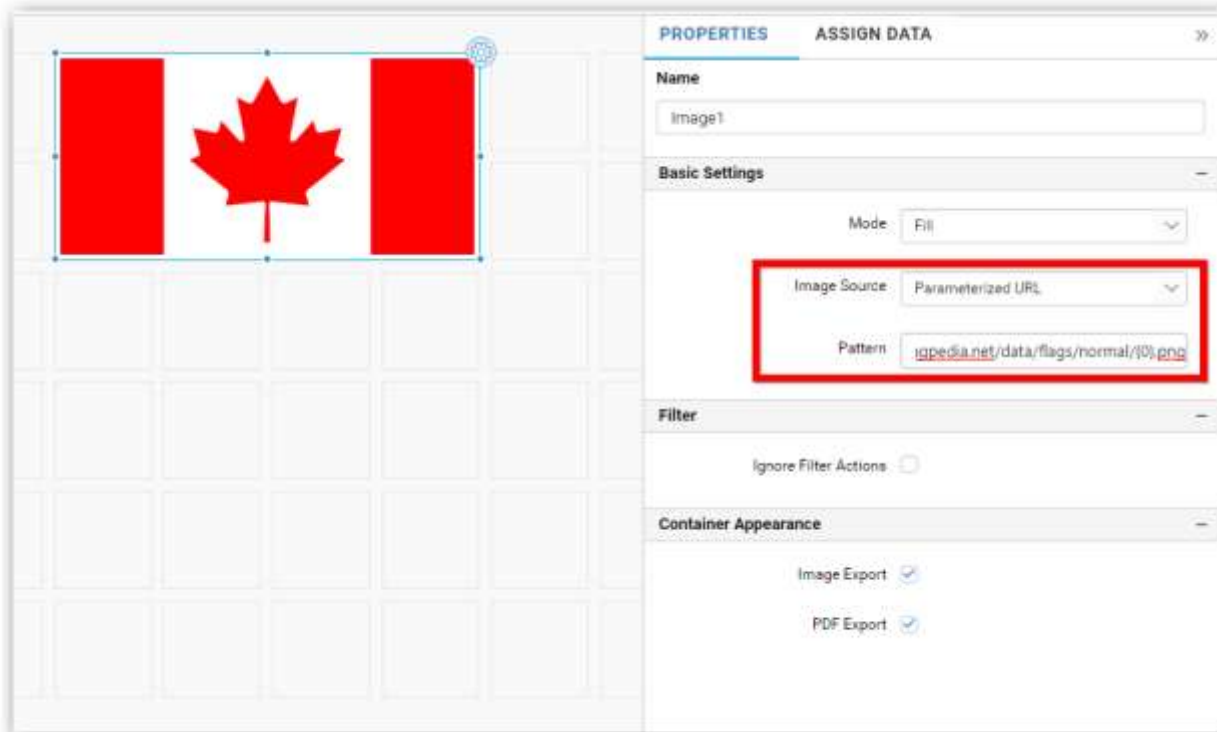 PROPERTIES ASSIGN DATA »
Name
Image1
Basic Settings
Mode Fill
Image Source Parameterized URL
Pattern igpedia.net/data/flags/normal/{0}.png
Filter
Ignore Filter Actions
Container Appearance
Image Export
PDF Export